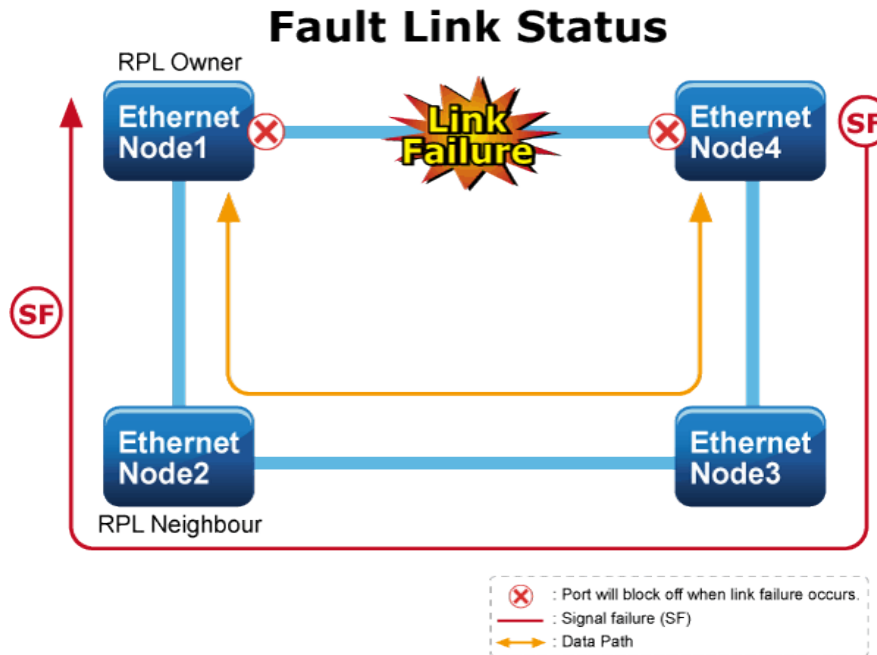 Fault Link Status
RPL Owner
Ethernet
Node1
Link
Failure
Ethernet
Node4
SF
SF
Ethernet
Node2
Ethernet
Node3
RPL Neighbour
: Port will block off when link failure occurs.
: Signal failure (SF)
: Data Path